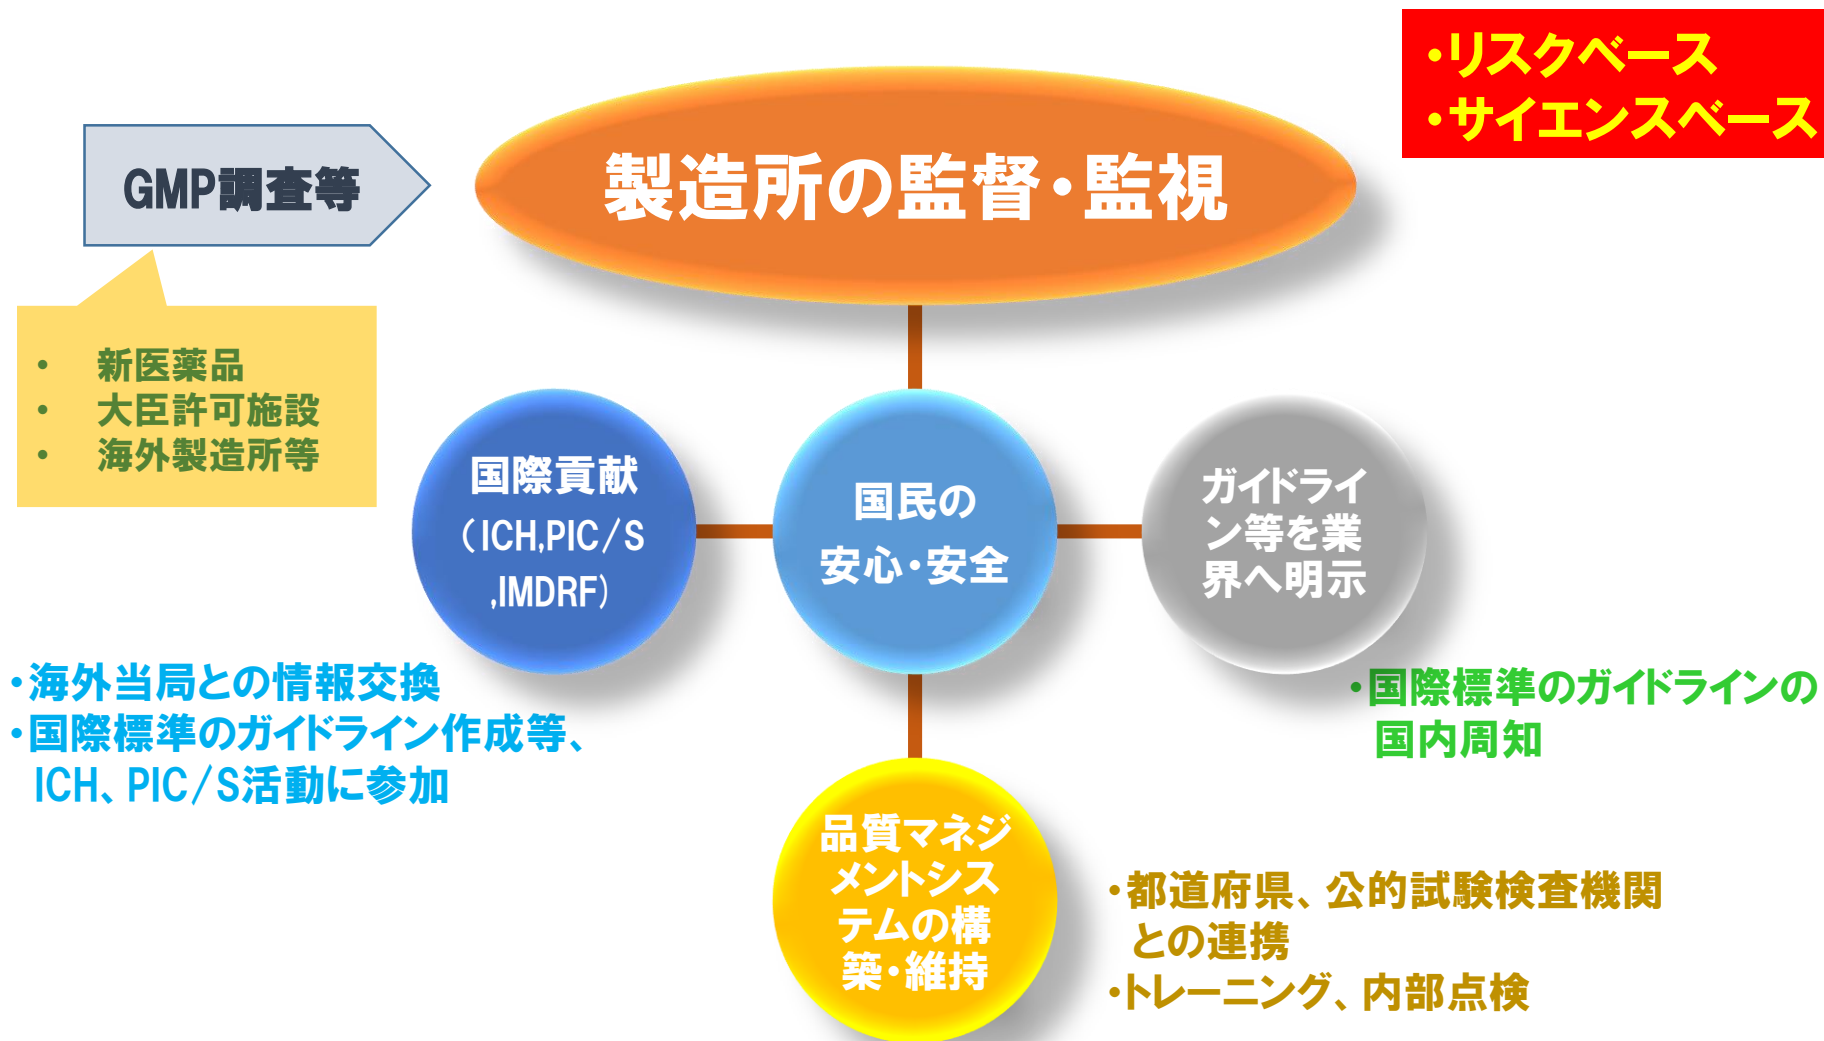 ・リスクベース
・サイエンスベース
GMP調査等
製造所の監督・監視
・ 新医薬品
・ 大臣許可施設
・ 海外製造所等
国際貢献
（ICH,PIC/S
,IMDRF)
国民の
安心・安全
ガイドライ
ン等を業
界へ明示
・海外当局との情報交換
・国際標準のガイドライン作成等、
ICH、PIC/S活動に参加
・国際標準のガイドラインの
国内周知
品質マネジ
メントシス
テムの構
築・維持
・都道府県、公的試験検査機関
との連携
・トレーニング、内部点検